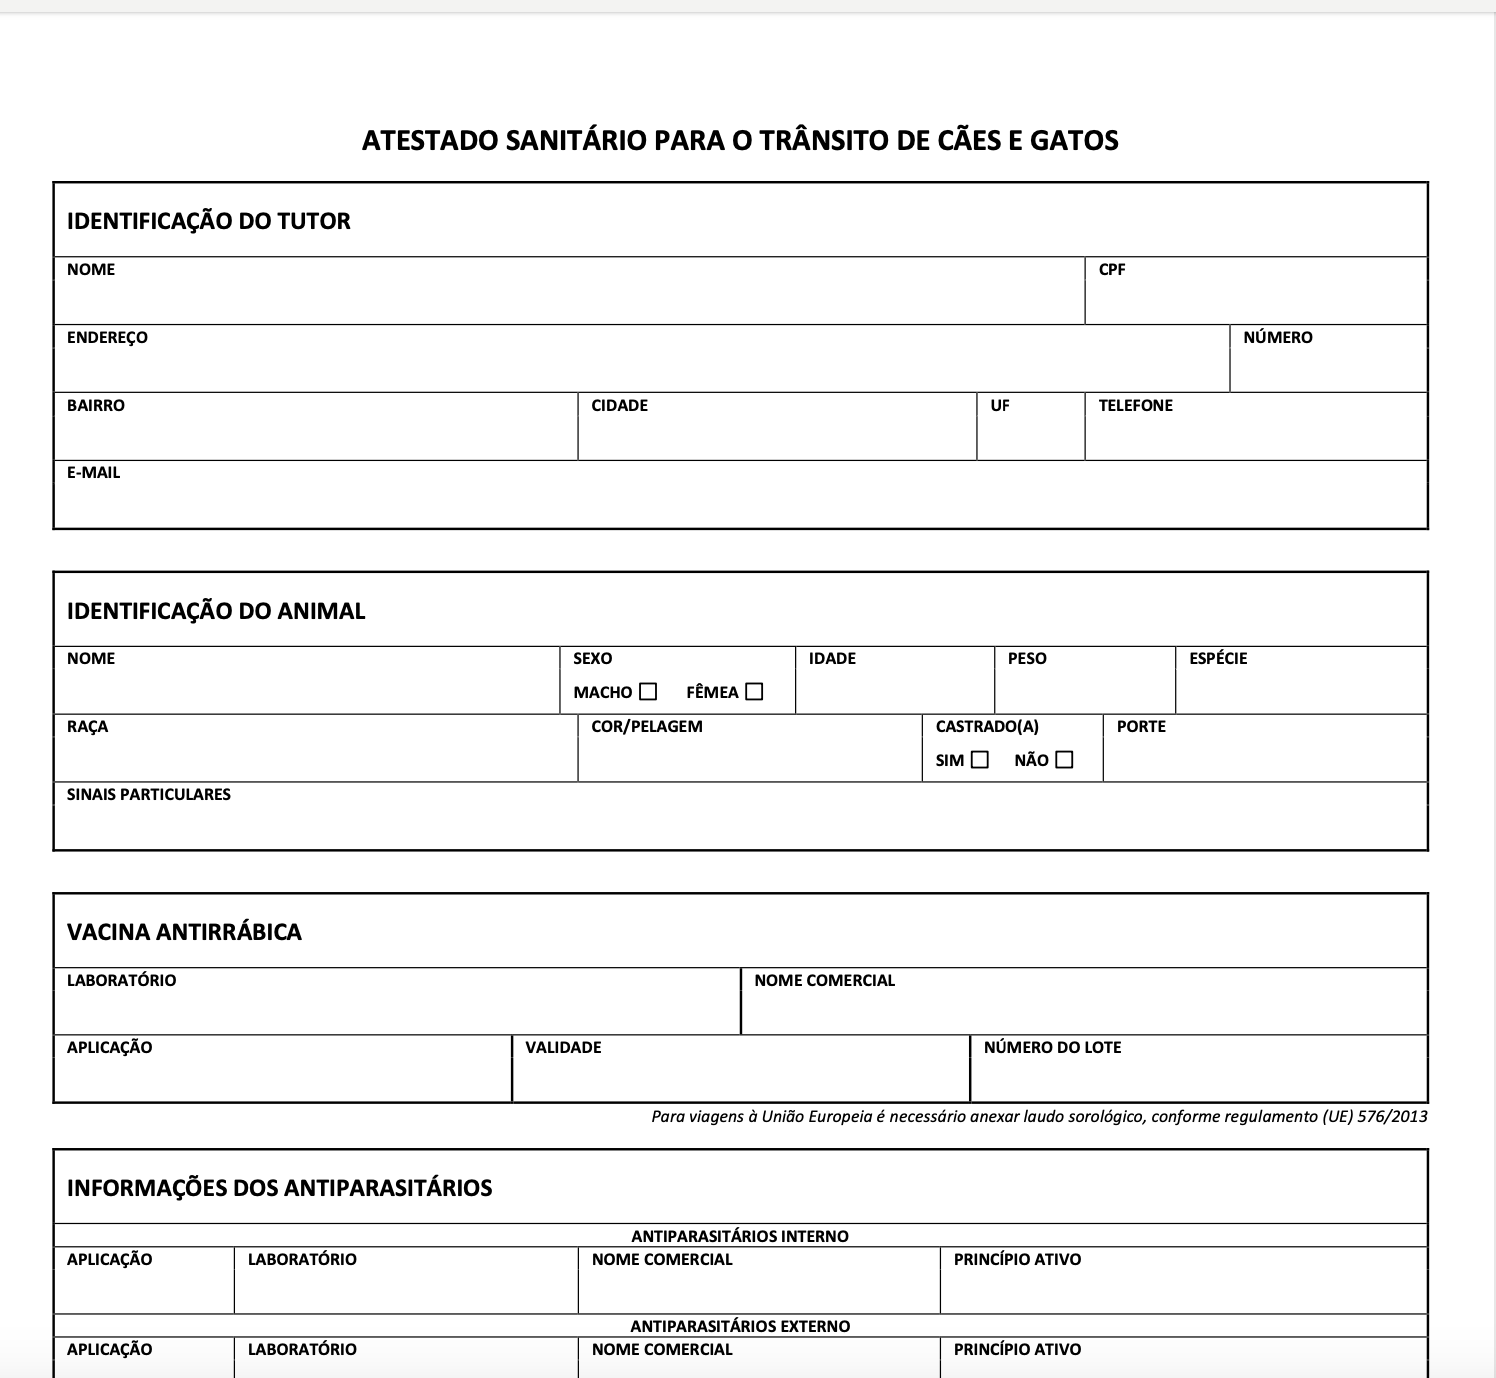 ATESTADO SANITÁRIO PARA O TRÂNSITO DE CÃES E GATOS
IDENTIFICAÇÃO DO TUTOR
NOME CPF
ENDEREÇO NÚMERO
BAIRRO CIDADE UF TELEFONE
E-MAIL
IDENTIFICAÇÃO DO ANIMAL
NOME SEXO IDADE PESO ESPÉCIE
MACHO FÊMEA
RAÇA COR/PELAGEM CASTRADO(A) PORTE
SIM NÃO
SINAIS PARTICULARES
VACINA ANTIRRÁBICA
LABORATÓRIO NOME COMERCIAL
APLICAÇÃO VALIDADE NÚMERO DO LOTE
Para viagens à União Europeia é necessário anexar laudo sorológico, conforme regulamento (UE) 576/2013
INFORMAÇÕES DOS ANTIPARASITÁRIOS
ANTIPARASITÁRIOS INTERNO
APLICAÇÃO LABORATÓRIO NOME COMERCIAL PRINCÍPIO ATIVO
ANTIPARASITÁRIOS EXTERNO
APLICAÇÃO LABORATÓRIO NOME COMERCIAL PRINCÍPIO ATIVO